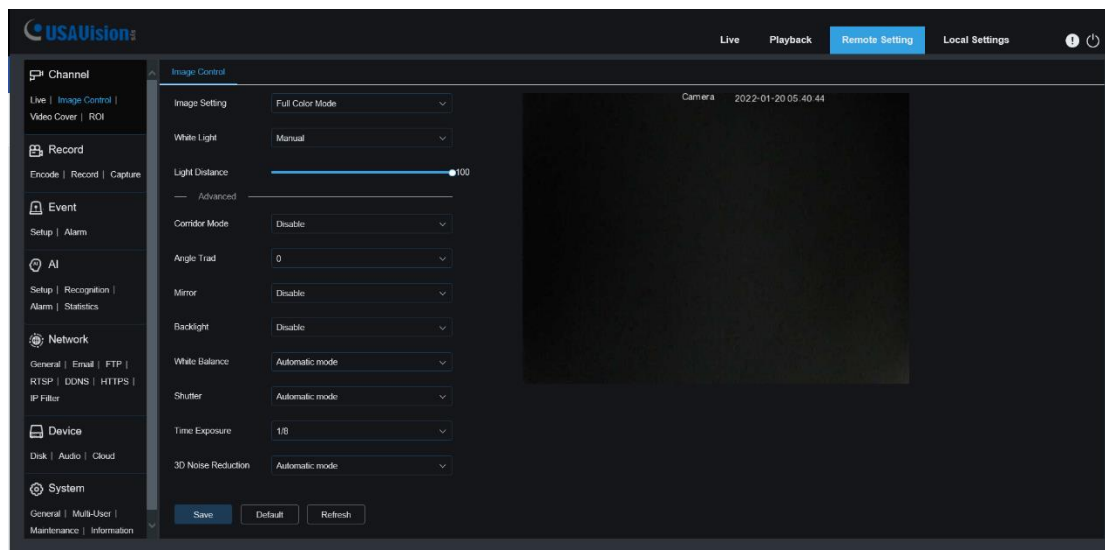 USAVision
Live Playback Remote Setting Local Settings
Channel
Live | Image Control |
Video Cover | ROI
Record
Encode | Record | Capture
Event
Setup | Alarm
AI
Setup | Recognition |
Alarm | Statistics
Network
General | Email | FTP |
RTSP | DDNS | HTTPS |
IP Filter
Device
Disk | Audio | Cloud
System
General | Multi-User |
Maintenance | Information
Image Control
Image Setting Full Color Mode
White Light Manual
Light Distance 100
Advanced
Corridor Mode Disable
Angle Trad 0
Mirror Disable
Backlight Disable
White Balance Automatic mode
Shutter Automatic mode
Time Exposure 1/8
3D Noise Reduction Automatic mode
Save Default Refresh
Camera 2022-01-20 05:40:44